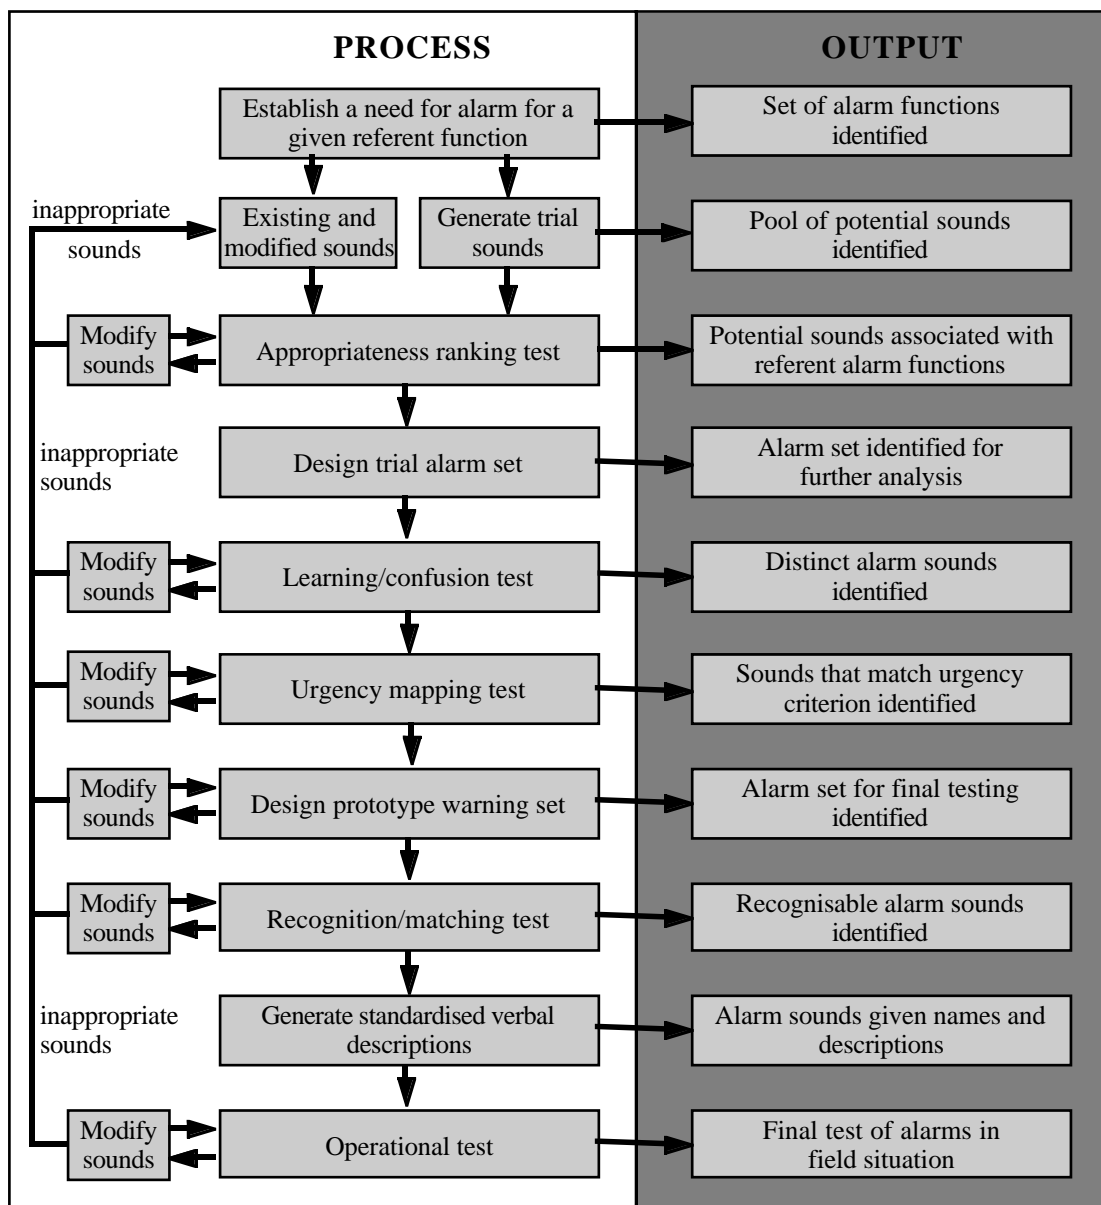 PROCESS
OUTPUT
Establish a need for alarm for a
given referent function
Set of alarm functions
identified
inappropriate
sounds
Existing and
modified sounds
Generate trial
sounds
Pool of potential sounds
identified
Modify
sounds
Appropriateness ranking test
Potential sounds associated with
referent alarm functions
inappropriate
sounds
Design trial alarm set
Alarm set identified for
further analysis
Modify
sounds
Learning/confusion test
Distinct alarm sounds
identified
Modify
sounds
Urgency mapping test
Sounds that match urgency
criterion identified
Modify
sounds
Design prototype warning set
Alarm set for final testing
identified
Modify
sounds
Recognition/matching test
Recognisable alarm sounds
identified
inappropriate
sounds
Generate standardised verbal
descriptions
Alarm sounds given names and
descriptions
Modify
sounds
Operational test
Final test of alarms in
field situation